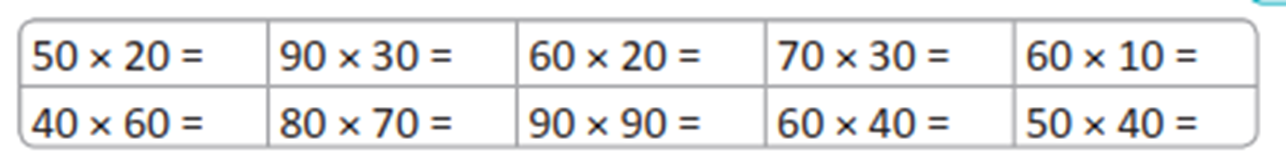 50 × 20 = 90 × 30 = 60 × 20 = 70 × 30 = 60 × 10 =
40 × 60 = 80 × 70 = 90 × 90 = 60 × 40 = 50 × 40 =